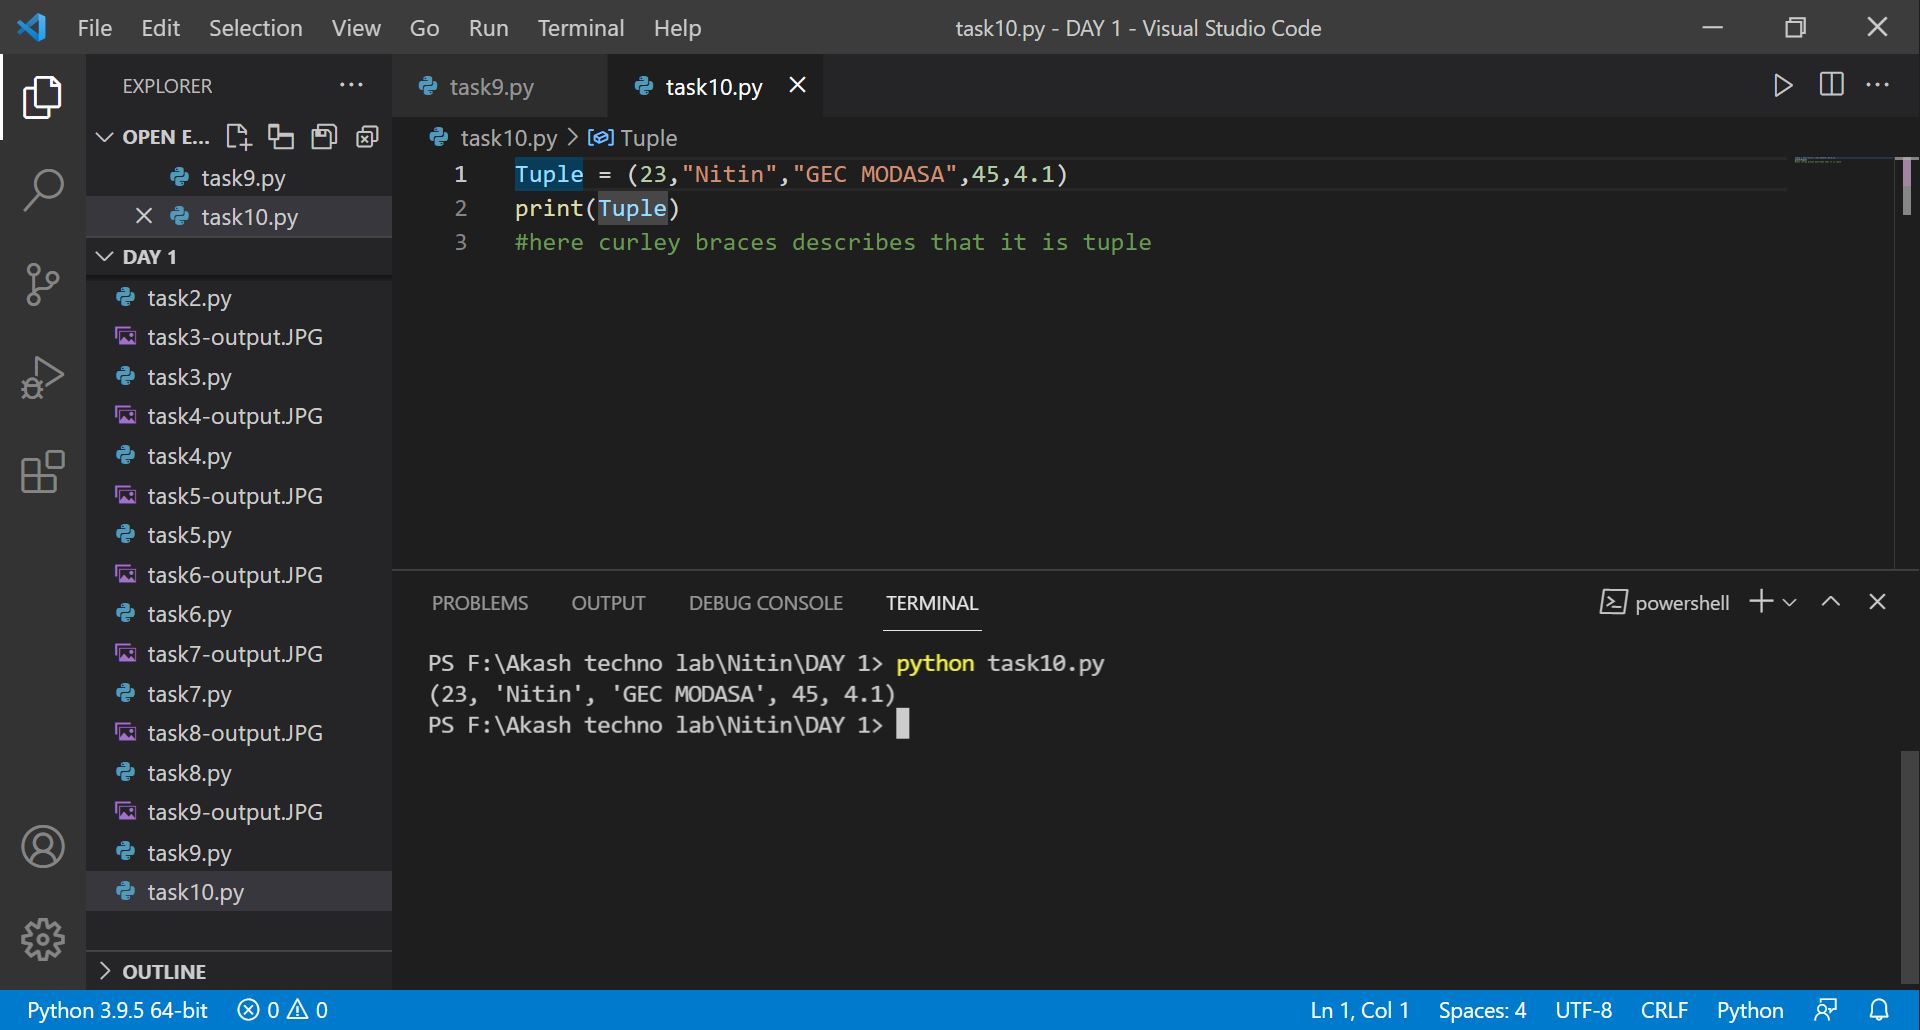 File Edit Selection View Go Run Terminal Help
task10.py - DAY 1 - Visual Studio Code
EXPLORER
OPEN E...
task9.py
task10.py
DAY 1
task2.py
task3-output.JPG
task3.py
task4-output.JPG
task4.py
task5-output.JPG
task5.py
task6-output.JPG
task6.py
task7-output.JPG
task7.py
task8-output.JPG
task8.py
task9-output.JPG
task9.py
task10.py
OUTLINE
task9.py task10.py
task10.py > Tuple
1 Tuple = (23,"Nitin","GEC MODASA",45,4.1)
2 print(Tuple)
3 #here curley braces describes that it is tuple
PROBLEMS OUTPUT DEBUG CONSOLE TERMINAL
powershell
PS F:\Akash techno lab\Nitin\DAY 1> python task10.py
(23, 'Nitin', 'GEC MODASA', 45, 4.1)
PS F:\Akash techno lab\Nitin\DAY 1>
Python 3.9.5 64-bit 0 0 Ln 1, Col 1 Spaces: 4 UTF-8 CRLF Python